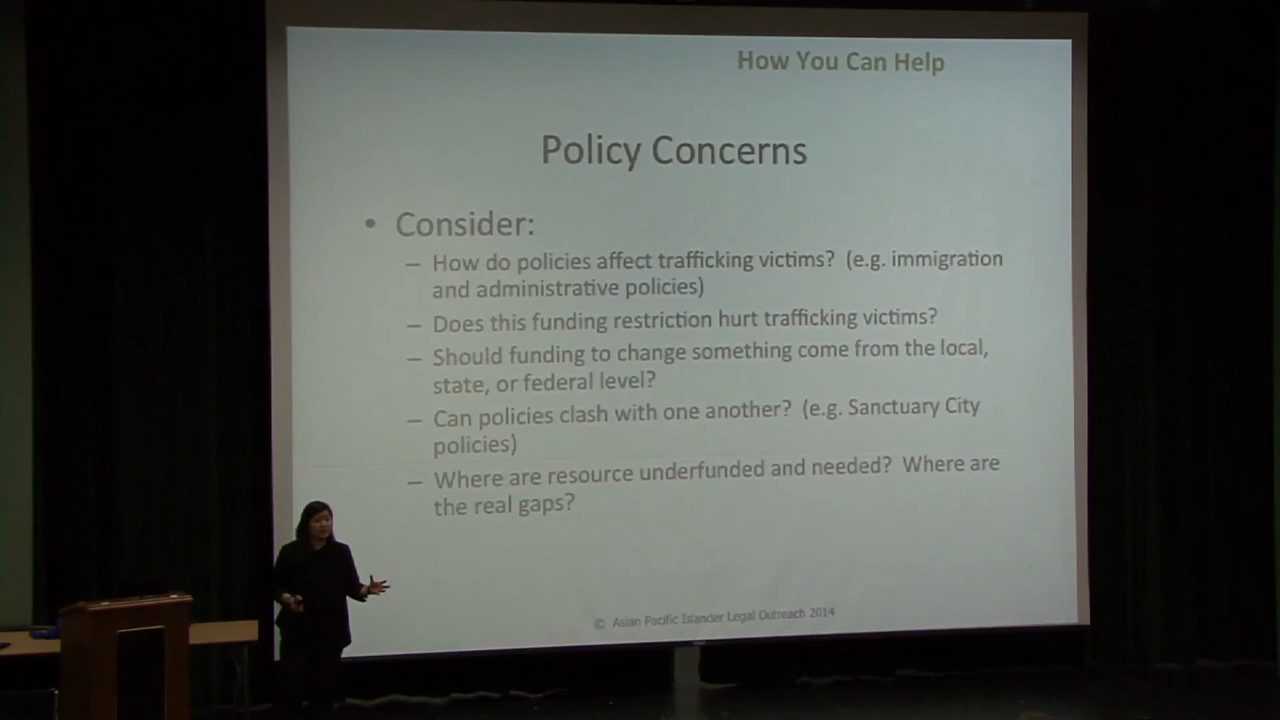 How You Can Help
Policy Concerns
• Consider:
– How do policies affect trafficking victims? (e.g. immigration
and administrative policies)
– Does this funding restriction hurt trafficking victims?
– Should funding to change something come from the local,
state, or federal level?
– Can policies clash with one another? (e.g. Sanctuary City
policies)
– Where are resource underfunded and needed? Where are
the real gaps?
© Asian Pacific Islander Legal Outreach 2014